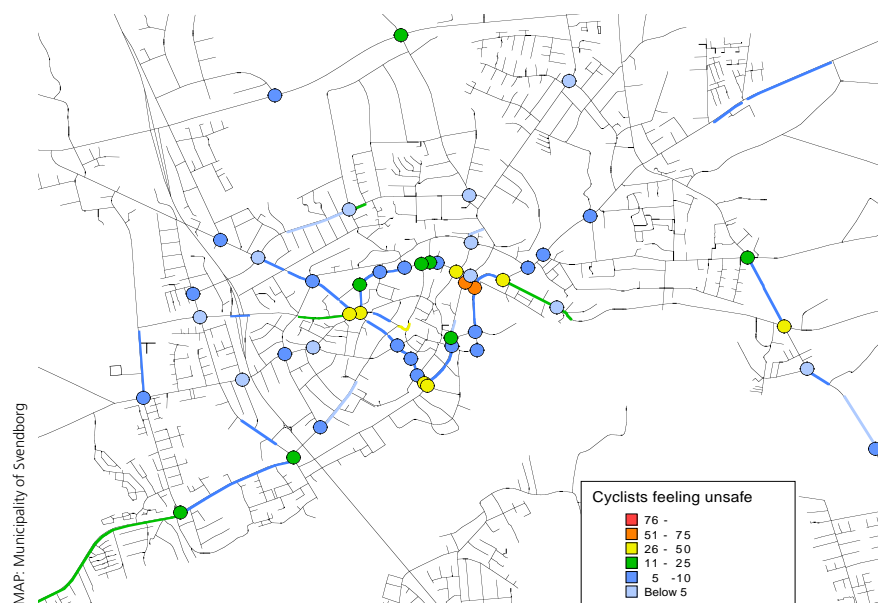 MAP: Municipality of Svendborg
Cyclists feeling unsafe
76 -
51 - 75
26 - 50
11 - 25
5 -10
Below 5